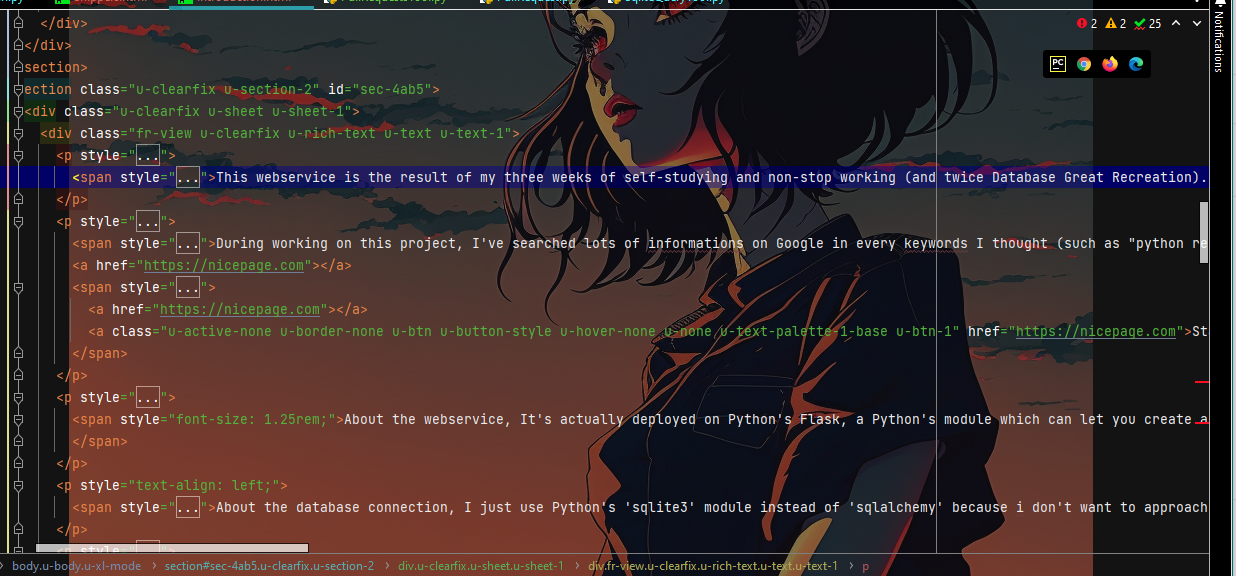 </div>
</div>
section>
ection class="u-clearfix u-section-2" id="sec-4ab5">
<div class="u-clearfix u-sheet u-sheet-1">
<div class="fr-view u-clearfix u-rich-text u-text u-text-1">
<p style="...">
<span style="...">This webservice is the result of my three weeks of self-studying and non-stop working (and twice Database Great Recreation).
</p>
<p style="...">
<span style="...">During working on this project, I've searched lots of informations on Google in every keywords I thought (such as "python re
<a href="https://nicepage.com"></a>
<span style="...">
<a href="https://nicepage.com"></a>
<a class="u-active-none u-border-none u-btn u-button-style u-hover-none u-none u-text-palette-1-base u-btn-1" href="https://nicepage.com">St
</span>
</p>
<p style="...">
<span style="font-size: 1.25rem;">About the webservice, It's actually deployed on Python's Flask, a Python's module which can let you create a
</span>
</p>
<p style="text-align: left;">
<span style="...">About the database connection, I just use Python's 'sqlite3' module instead of 'sqlalchemy' because i don't want to approach
</p>
<p style="...">
body.u-body.u-xl-mode > section#sec-4ab5.u-clearfix.u-section-2 > div.u-clearfix.u-sheet.u-sheet-1 > div.fr-view.u-clearfix.u-rich-text.u-text.u-text-1 > p
2 2 25
PC
Notifications